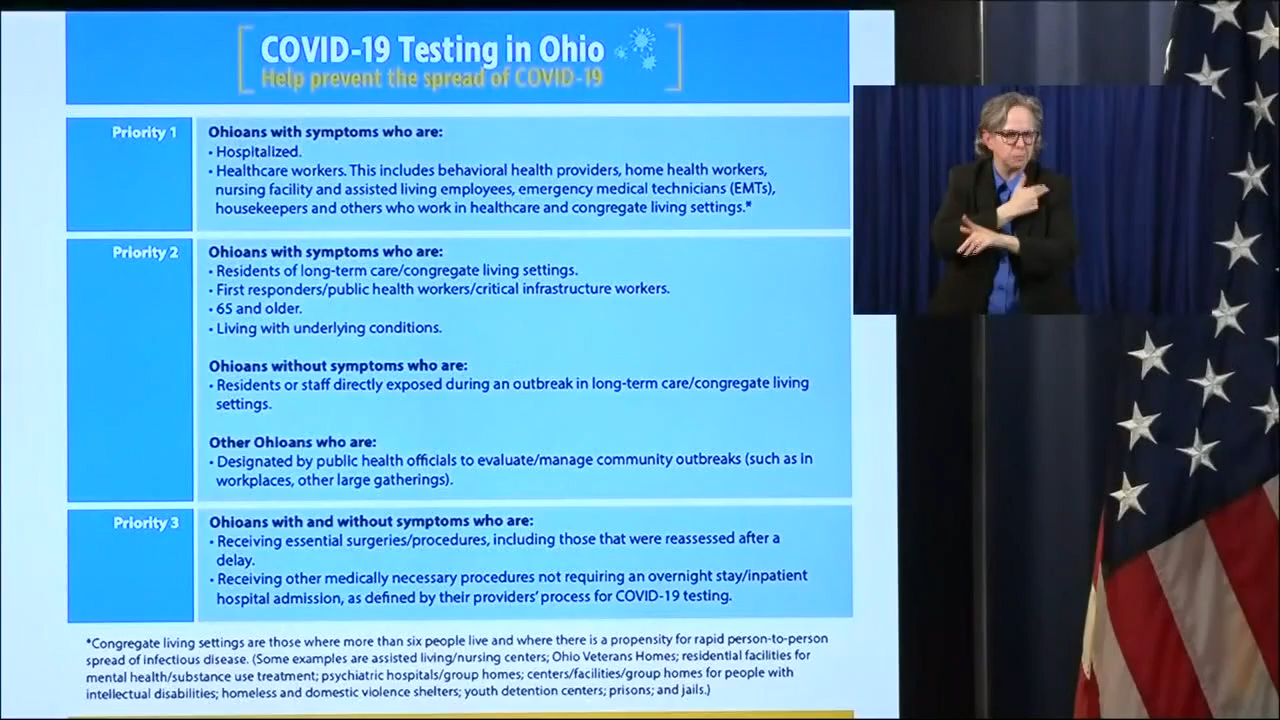 COVID-19 Testing in Ohio
Help prevent the spread of COVID-19
Priority 1
Ohioans with symptoms who are:
• Hospitalized.
• Healthcare workers. This includes behavioral health providers, home health workers,
nursing facility and assisted living employees, emergency medical technicians (EMTs),
housekeepers and others who work in healthcare and congregate living settings.*
Priority 2
Ohioans with symptoms who are:
• Residents of long-term care/congregate living settings.
• First responders/public health workers/critical infrastructure workers.
• 65 and older.
• Living with underlying conditions.
Ohioans without symptoms who are:
• Residents or staff directly exposed during an outbreak in long-term care/congregate living
settings.
Other Ohioans who are:
• Designated by public health officials to evaluate/manage community outbreaks (such as in
workplaces, other large gatherings).
Priority 3
Ohioans with and without symptoms who are:
• Receiving essential surgeries/procedures, including those that were reassessed after a
delay.
• Receiving other medically necessary procedures not requiring an overnight stay/inpatient
hospital admission, as defined by their providers' process for COVID-19 testing.
*Congregate living settings are those where more than six people live and where there is a propensity for rapid person-to-person
spread of infectious disease. (Some examples are assisted living/nursing centers; Ohio Veterans Homes; residential facilities for
mental health/substance use treatment; psychiatric hospitals/group homes; centers/facilities/group homes for people with
intellectual disabilities; homeless and domestic violence shelters; youth detention centers; prisons; and jails.)